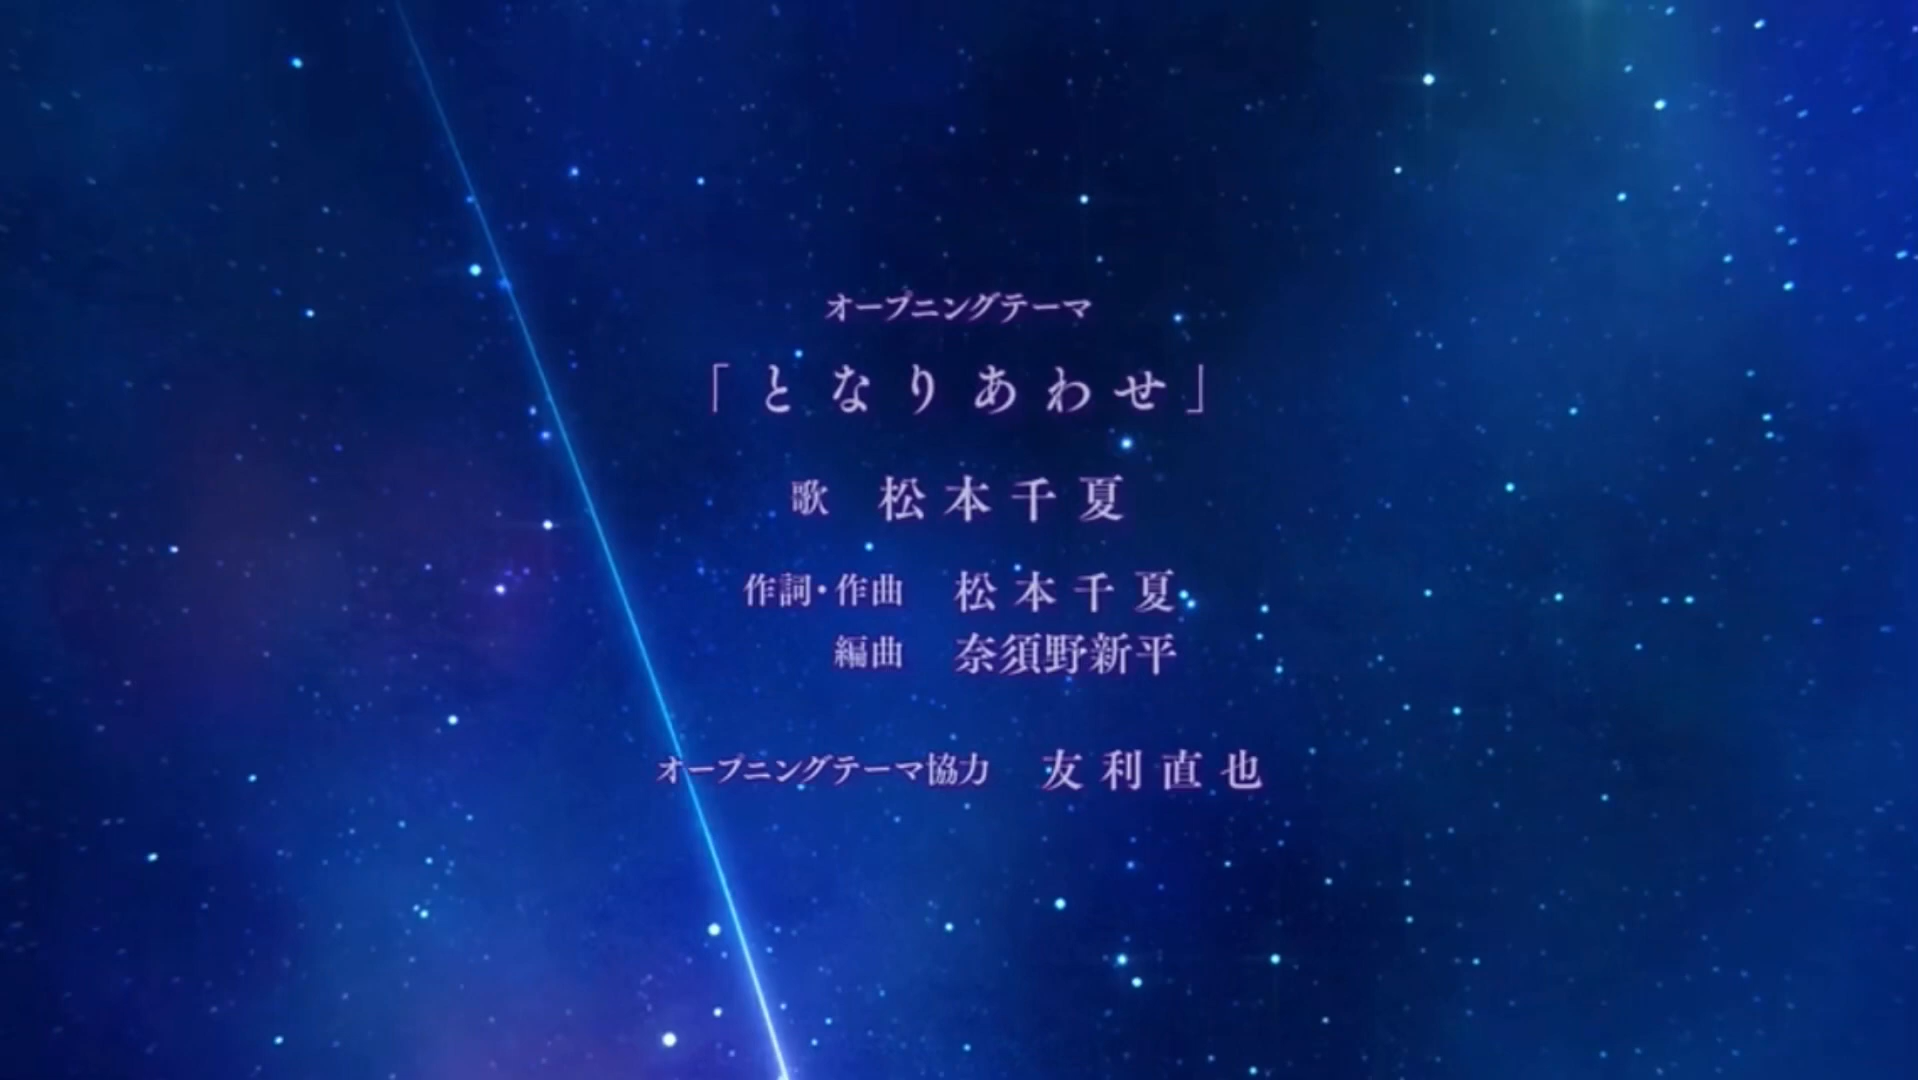 オープニングテーマ
「となりあわせ」
歌 松本千夏
作詞・作曲 松本千夏
編曲 奈須野新平
オープニングテーマ協力 友利直也